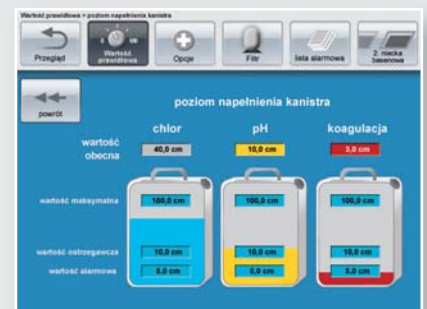 Wartość prawidłowa > poziom napełnienia kanistra
Przegląd
Wartość prawidłowa
Opcje
Filtr
lista alarmowa
2. niecka basenowa
powrót
poziom napełnienia kanistra
chlor pH koagulacja
wartość obecna 40,0 cm 10,0 cm 3,0 cm
wartość maksymalna 100,0 cm 100,0 cm 100,0 cm
wartość ostrzegawcza 10,0 cm 10,0 cm 10,0 cm
wartość alarmowa 5,0 cm 5,0 cm 5,0 cm